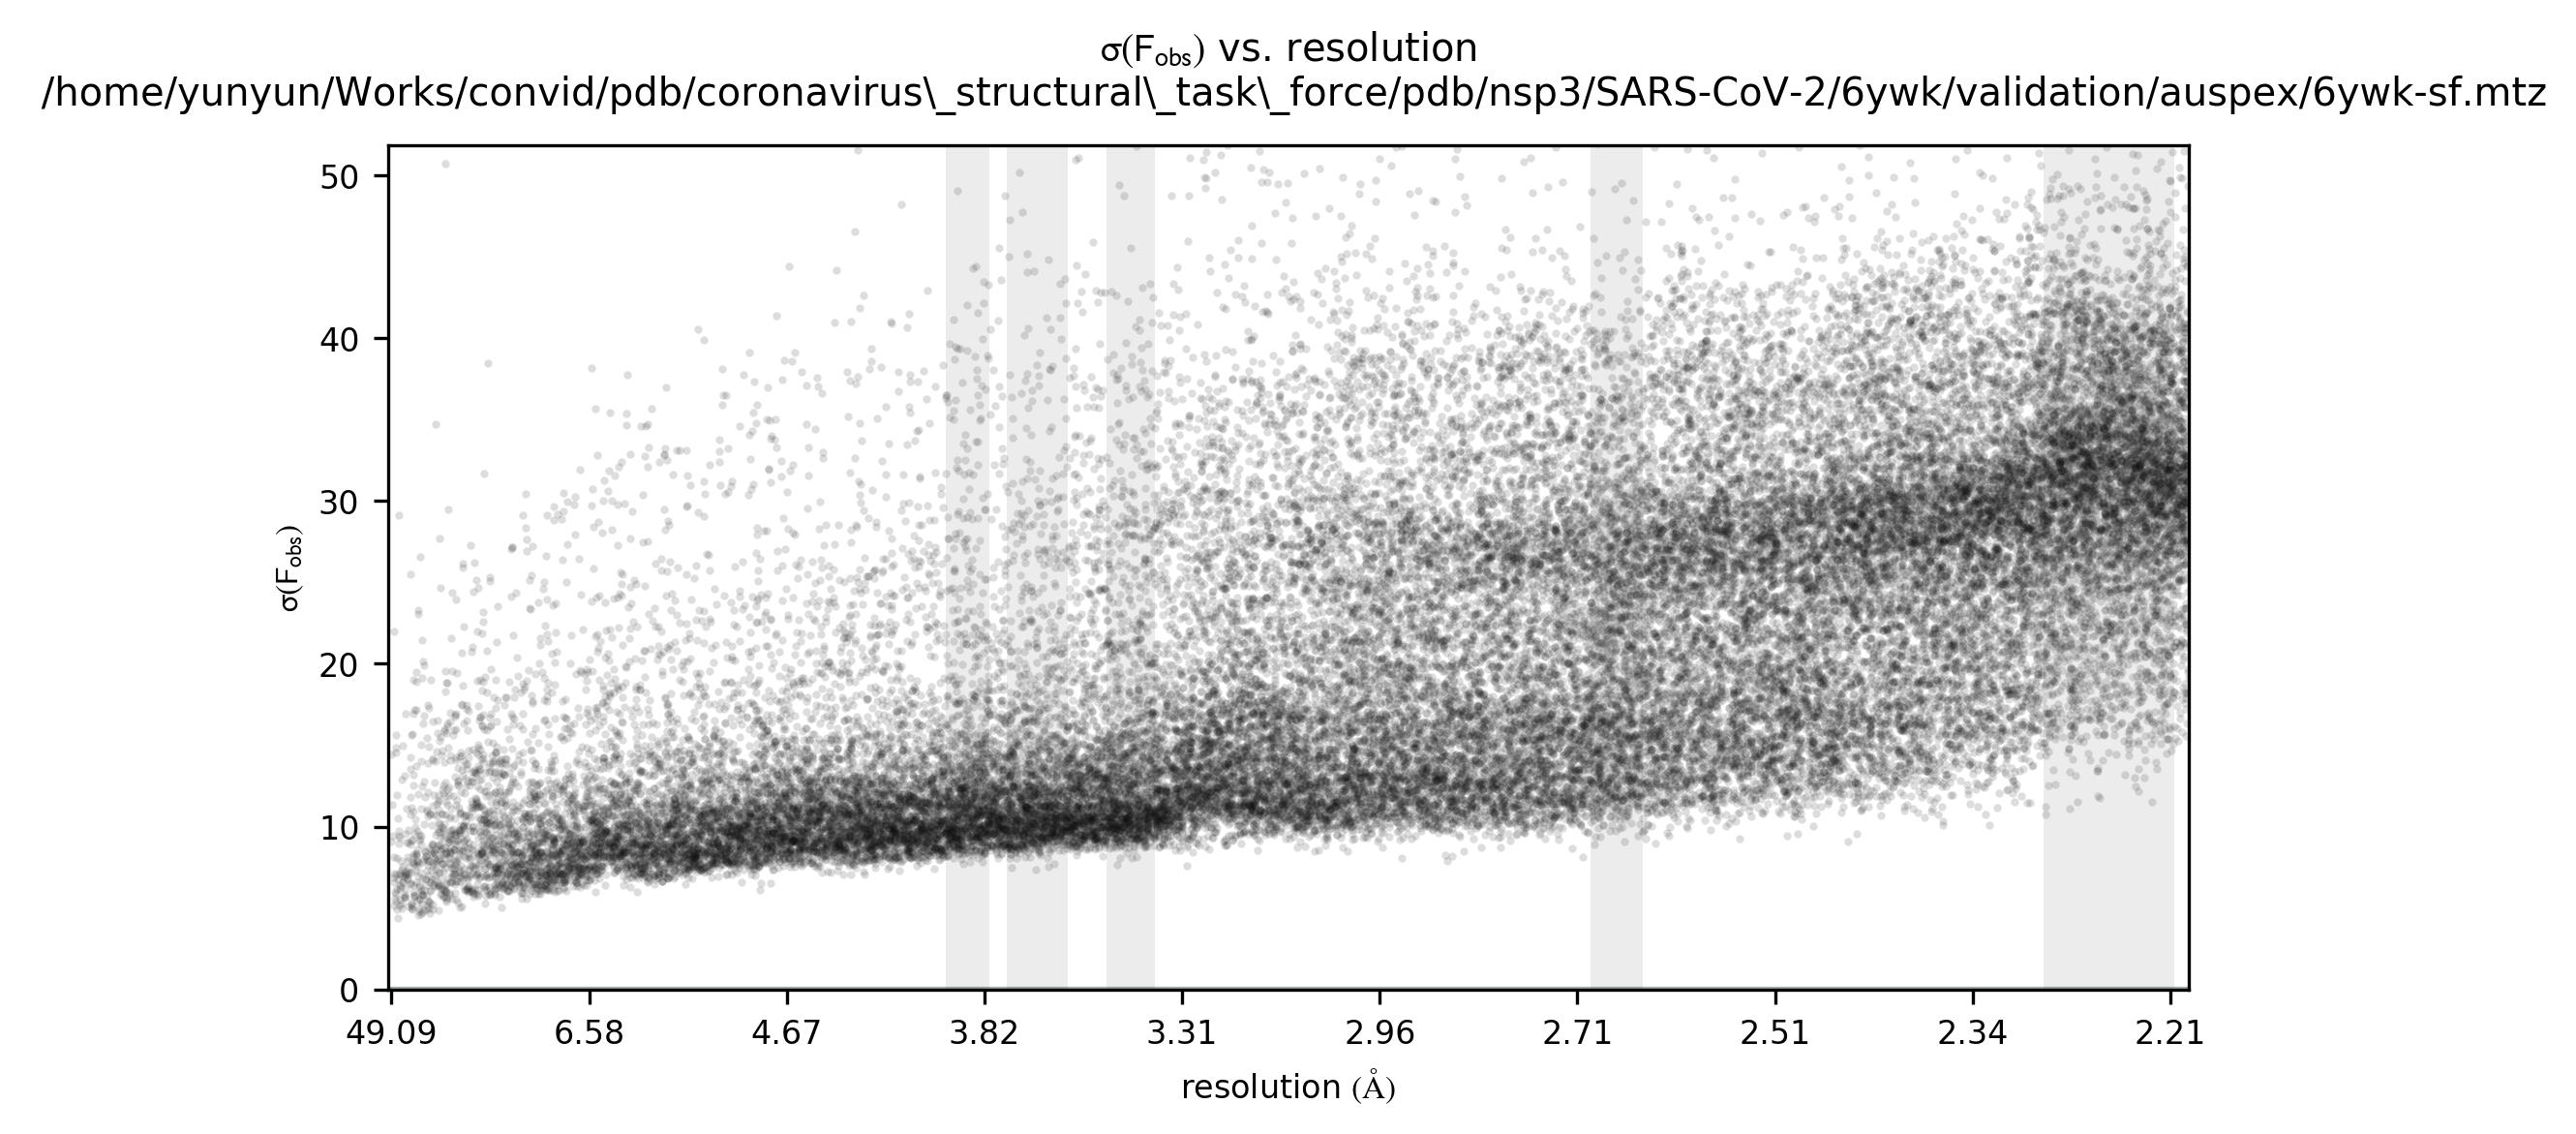 σ(Fobs) vs. resolution
/home/yunyun/Works/convid/pdb/coronavirus\_structural\_task\_force/pdb/nsp3/SARS-CoV-2/6ywk/validation/auspex/6ywk-sf.mtz
50
40
30
20
10
0
σ(Fobs)
49.09 6.58 4.67 3.82 3.31 2.96 2.71 2.51 2.34 2.21
resolution (Å)